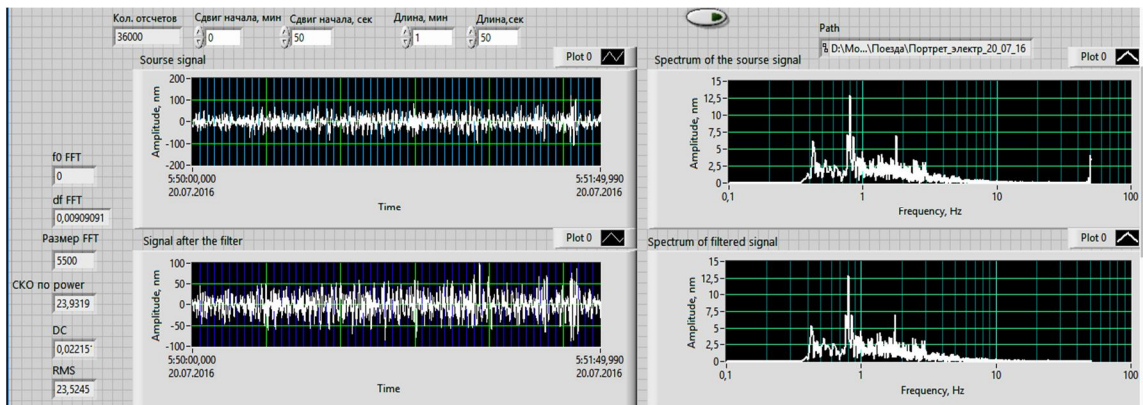 Кол. отсчетов
36000
Сдвиг начала, мин
0
Сдвиг начала, сек
50
Длина, мин
1
Длина,сек
50
Path
D:\Mo...\Поезда\Портрет_электр_20_07_16
Sourse signal
Plot 0
200
100
0
-100
-200
Amplitude, nm
5:50:00,000
20.07.2016
5:51:49,990
20.07.2016
Time
Spectrum of the sourse signal
Plot 0
15
12,5
10
7,5
5
2,5
0
Amplitude, nm
0,1
1
10
100
Frequency, Hz
f0 FFT
0
df FFT
0,00909091
Размер FFT
5500
СКО по power
23,9319
DC
0,02215
RMS
23,5245
Signal after the filter
Plot 0
100
50
0
-50
-100
Amplitude, nm
5:50:00,000
20.07.2016
5:51:49,990
20.07.2016
Time
Spectrum of filtered signal
Plot 0
15
12,5
10
7,5
5
2,5
0
Amplitude, nm
0,1
1
10
100
Frequency, Hz